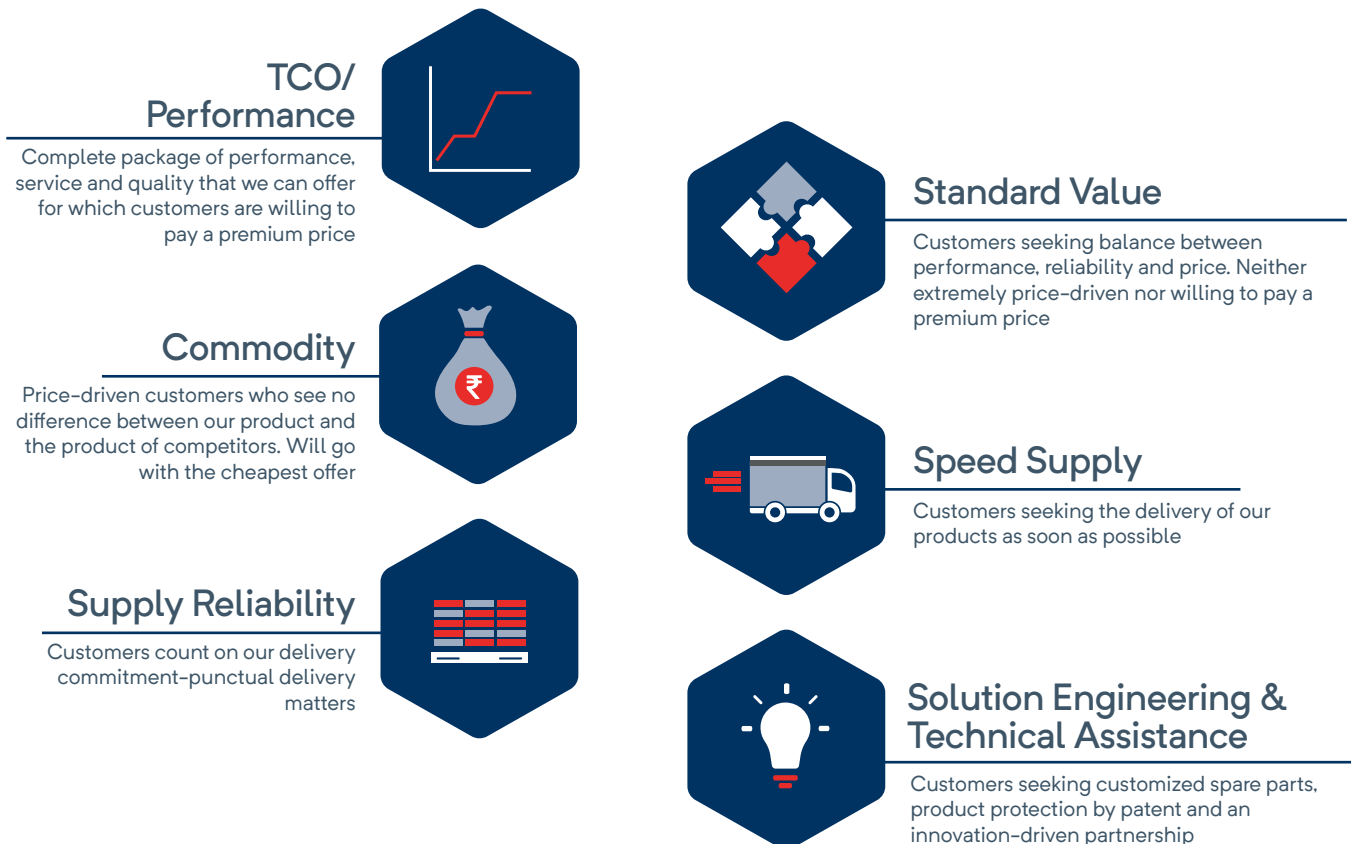 TCO/
Performance
Complete package of performance,
service and quality that we can offer
for which customers are willing to
pay a premium price
Standard Value
Customers seeking balance between
performance, reliability and price. Neither
extremely price-driven nor willing to pay a
premium price
Commodity
Price-driven customers who see no
difference between our product and
the product of competitors. Will go
with the cheapest offer
₹
Speed Supply
Customers seeking the delivery of our
products as soon as possible
Supply Reliability
Customers count on our delivery
commitment-punctual delivery
matters
Solution Engineering &
Technical Assistance
Customers seeking customized spare parts,
product protection by patent and an
innovation-driven partnership